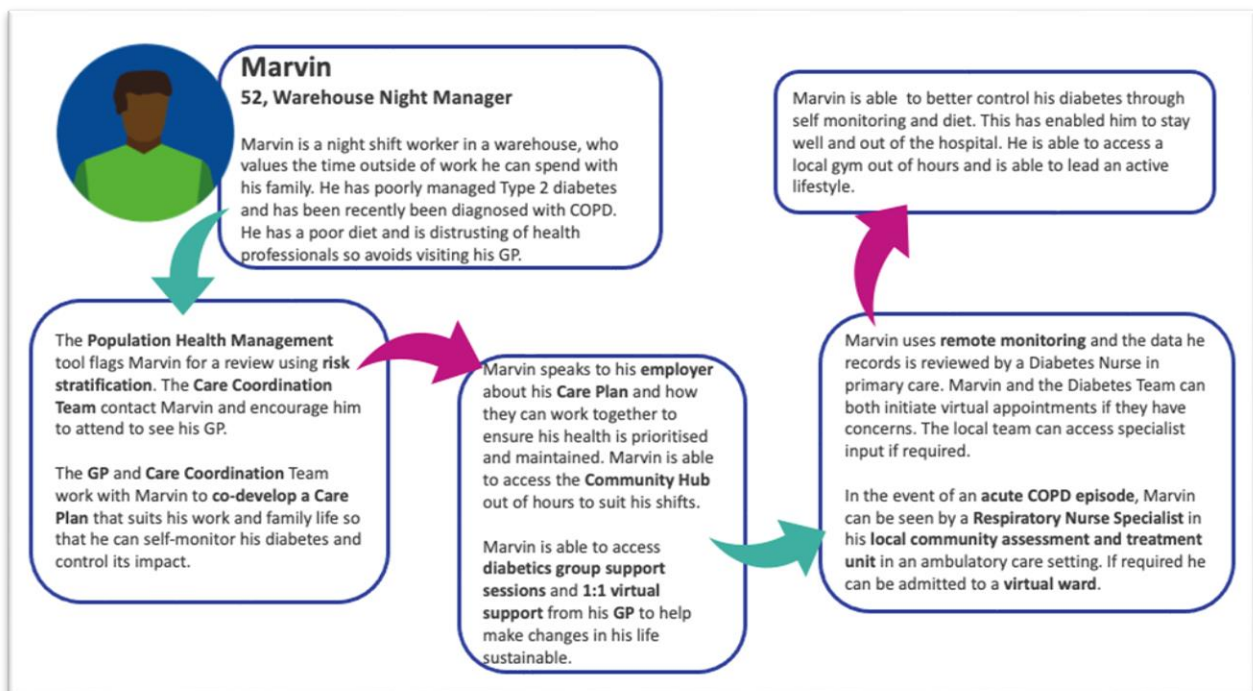 Marvin
52, Warehouse Night Manager
Marvin is a night shift worker in a warehouse, who
values the time outside of work he can spend with
his family. He has poorly managed Type 2 diabetes
and has been recently been diagnosed with COPD.
He has a poor diet and is distrusting of health
professionals so avoids visiting his GP.
The Population Health Management
tool flags Marvin for a review using risk
stratification. The Care Coordination
Team contact Marvin and encourage him
to attend to see his GP.
The GP and Care Coordination Team
work with Marvin to co-develop a Care
Plan that suits his work and family life so
that he can self-monitor his diabetes and
control its impact.
Marvin speaks to his employer
about his Care Plan and how
they can work together to
ensure his health is prioritised
and maintained. Marvin is able
to access the Community Hub
out of hours to suit his shifts.
Marvin is able to access
diabetics group support
sessions and 1:1 virtual
support from his GP to help
make changes in his life
sustainable.
Marvin uses remote monitoring and the data he
records is reviewed by a Diabetes Nurse in
primary care. Marvin and the Diabetes Team can
both initiate virtual appointments if they have
concerns. The local team can access specialist
input if required.
In the event of an acute COPD episode, Marvin
can be seen by a Respiratory Nurse Specialist in
his local community assessment and treatment
unit in an ambulatory care setting. If required he
can be admitted to a virtual ward.
Marvin is able to better control his diabetes through
self monitoring and diet. This has enabled him to stay
well and out of the hospital. He is able to access a
local gym out of hours and is able to lead an active
lifestyle.